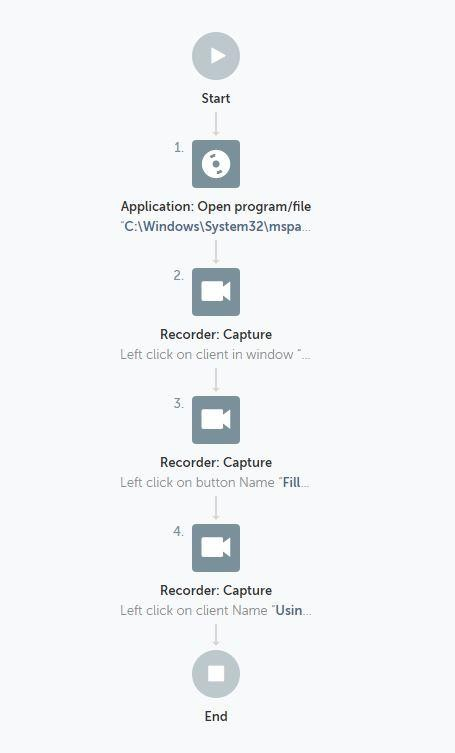 Start
1.
Application: Open program/file
"C:\Windows\System32\mspa...
2.
Recorder: Capture
Left click on client in window "...
3.
Recorder: Capture
Left click on button Name "Fill...
4.
Recorder: Capture
Left click on client Name "Usin...
End